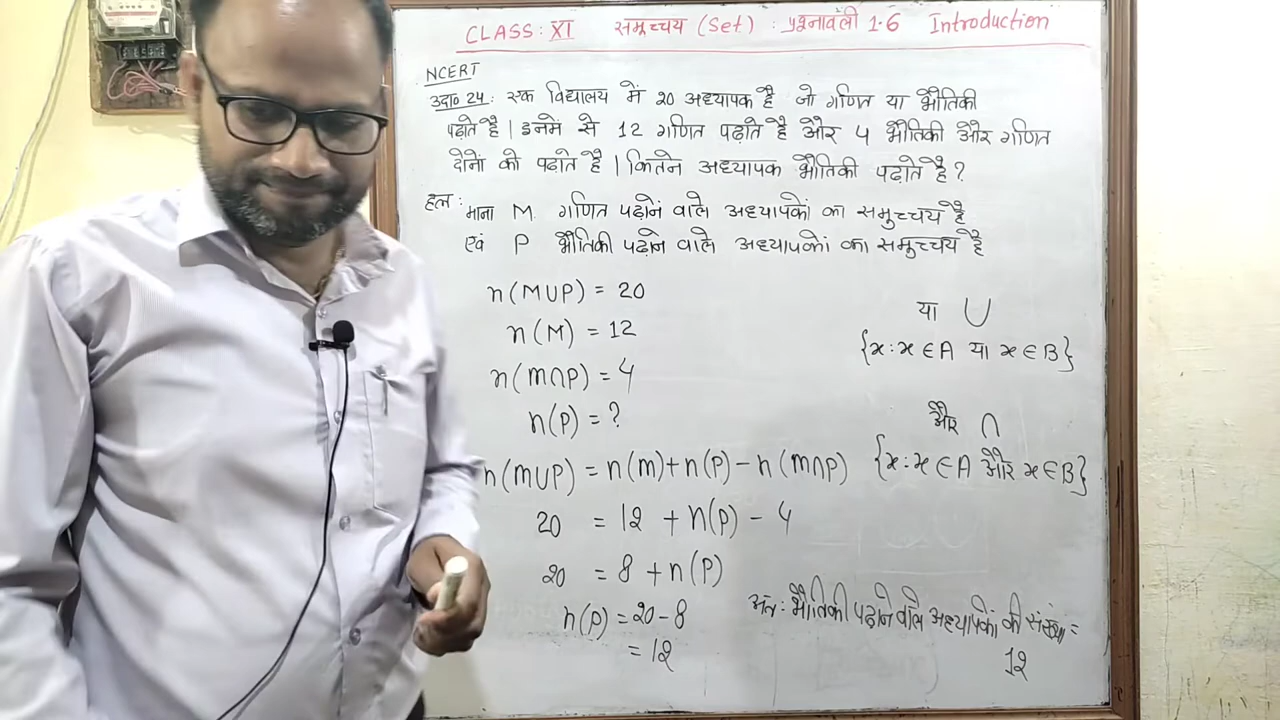 CLASS: XI समुच्चय (Set) : प्रश्नावली 1.6 Introduction
NCERT
उदा० 24: एक विद्यालय में 20 अध्यापक है जो गणित या भौतिकी
पढ़ाते है | इनमें से 12 गणित पढ़ाते है और 4 भौतिकी और गणित
दोनों को पढ़ाते है | कितने अध्यापक भौतिकी पढ़ाते है ?
हल : माना M गणित पढ़ाने वाले अध्यापकों का समुच्चय है
एवं P भौतिकी पढ़ाने वाले अध्यापकों का समुच्चय है
n(M∪P) = 20
n(M) = 12
n(m∩P) = 4
n(P) = ?
या ∪
{x : x ∈ A या x ∈ B}
और ∩
{x : x ∈ A और x ∈ B}
n(m∪P) = n(m)+n(P) - n(m∩P)
20 = 12 + n(P) - 4
20 = 8 + n(P)
n(P) = 20 - 8
= 12
अतः भौतिकी पढ़ाने वाले अध्यापकों की संख्या =
12